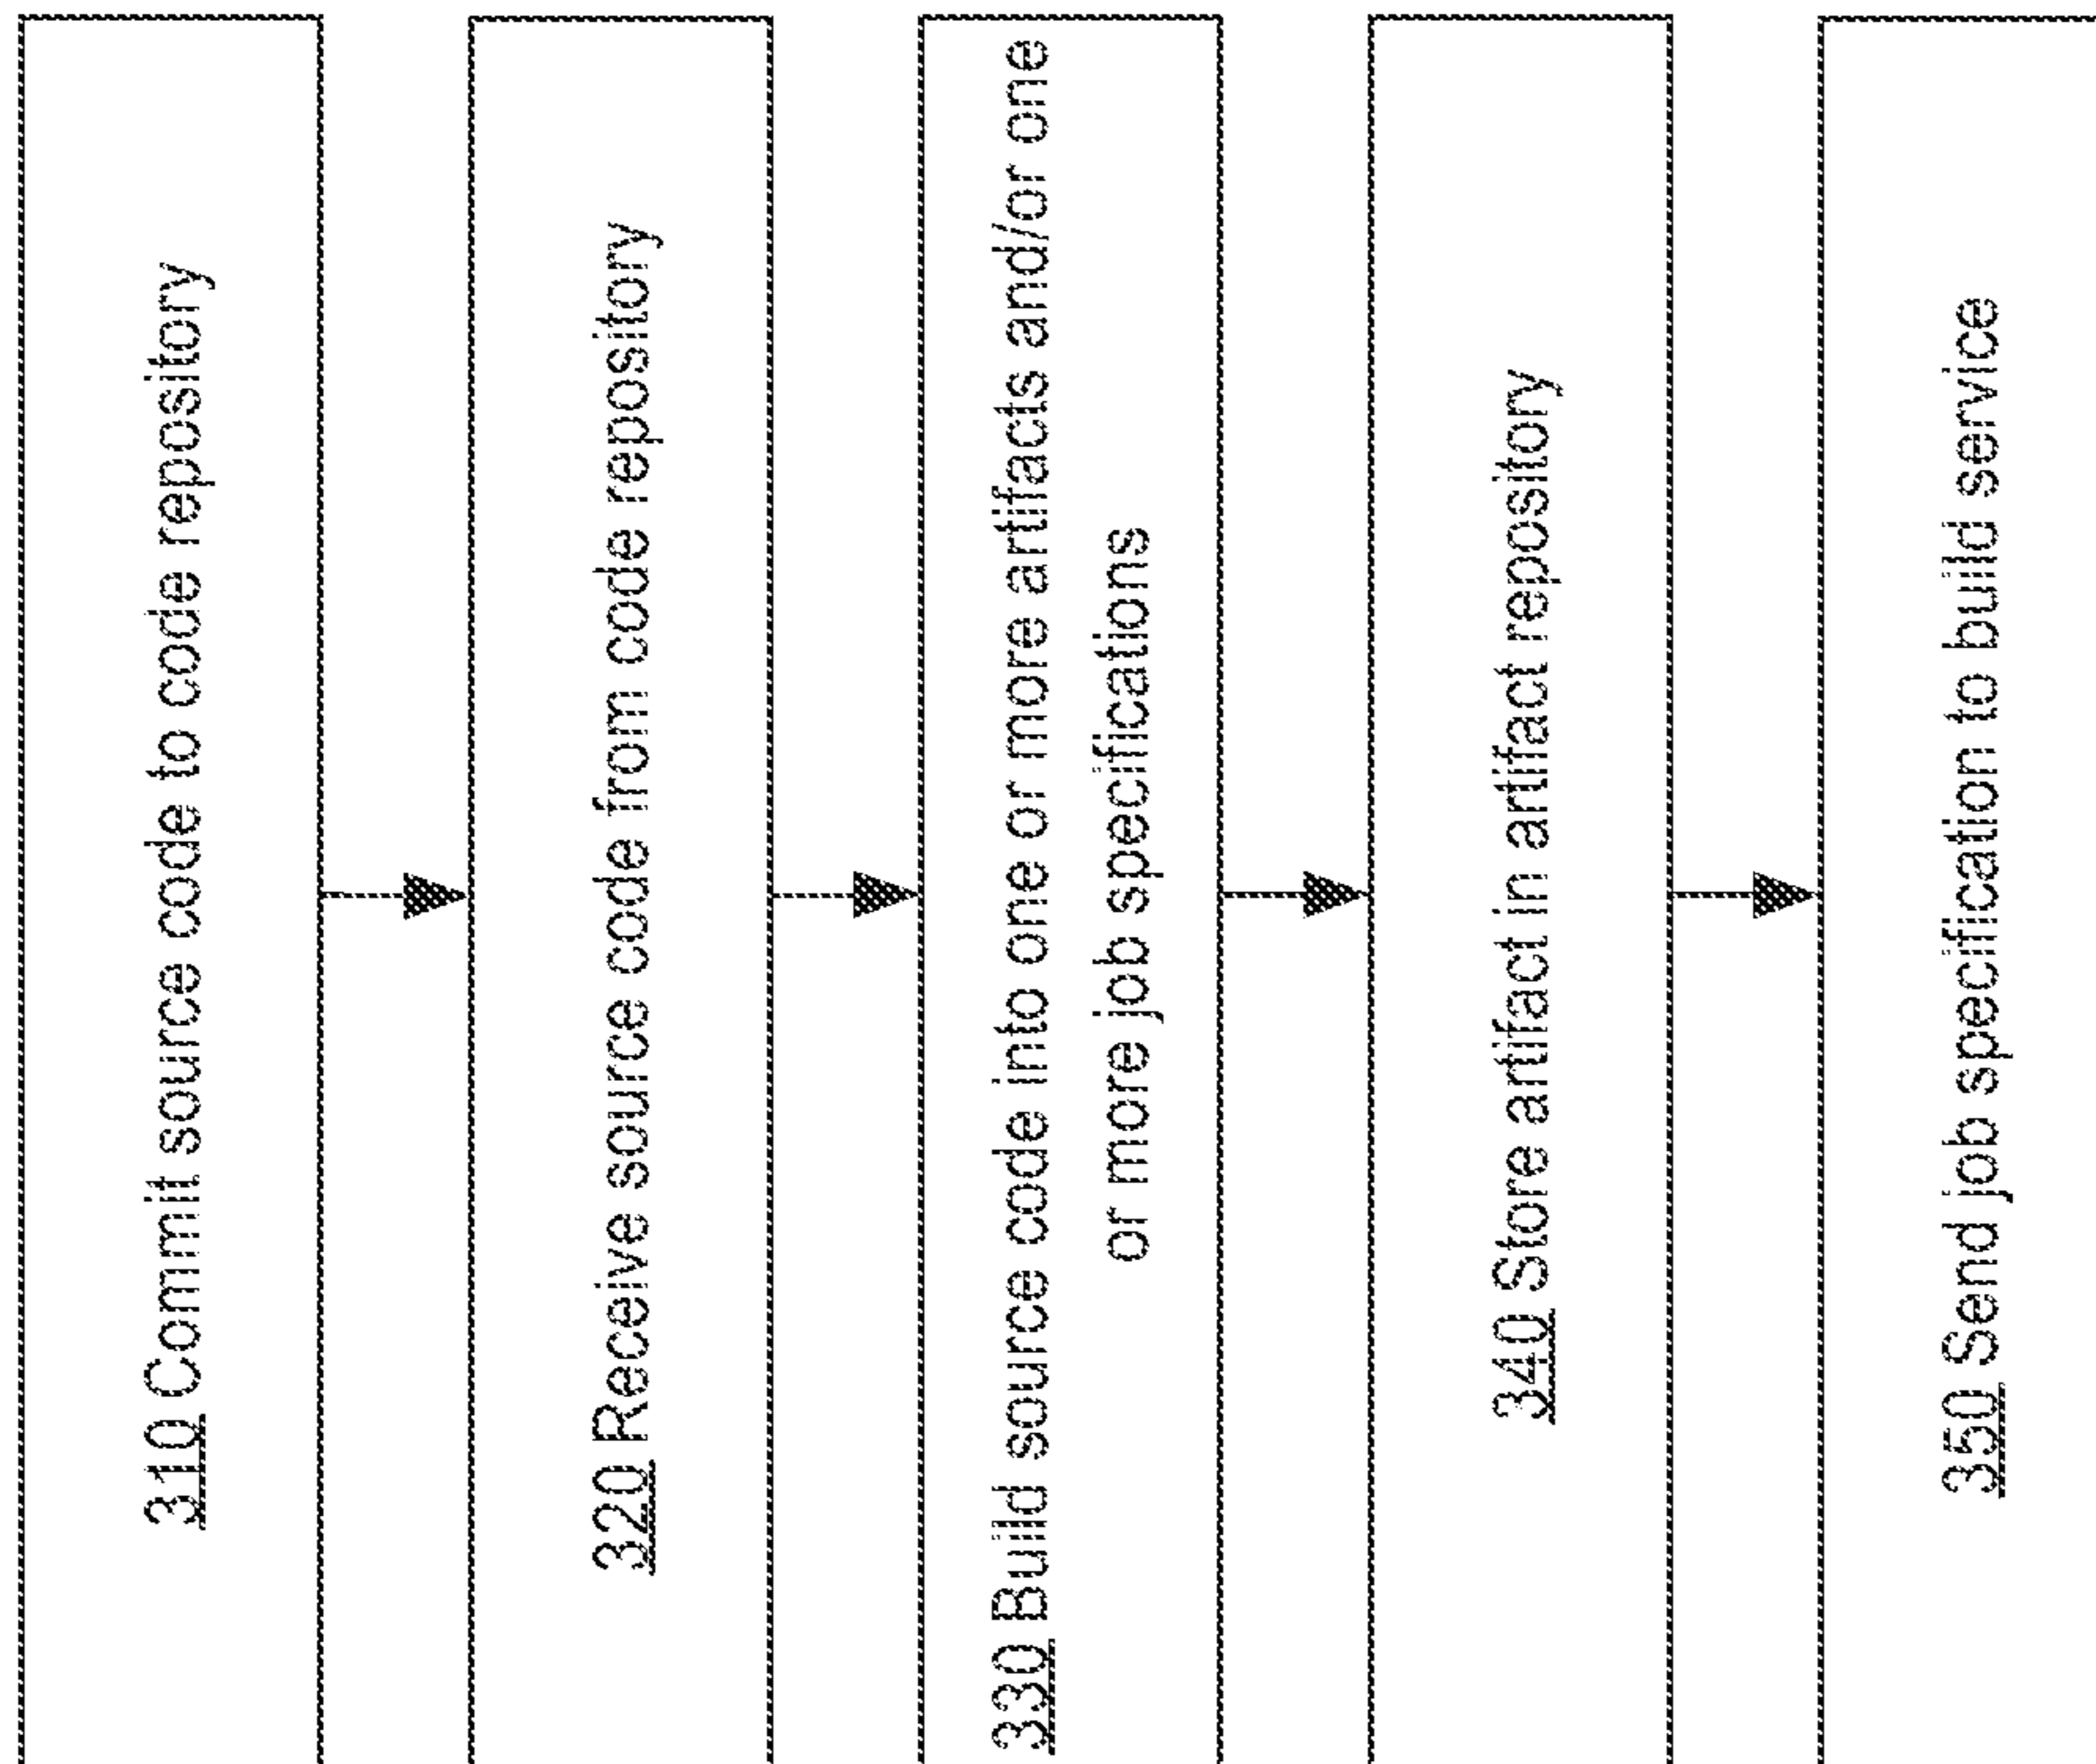 310 Commit source code to code repository
320 Receive source code from code repository
330 Build source code into one or more artifacts and/or one
or more job specifications
340 Store artifact in artifact repository
350 Send job specification to build service